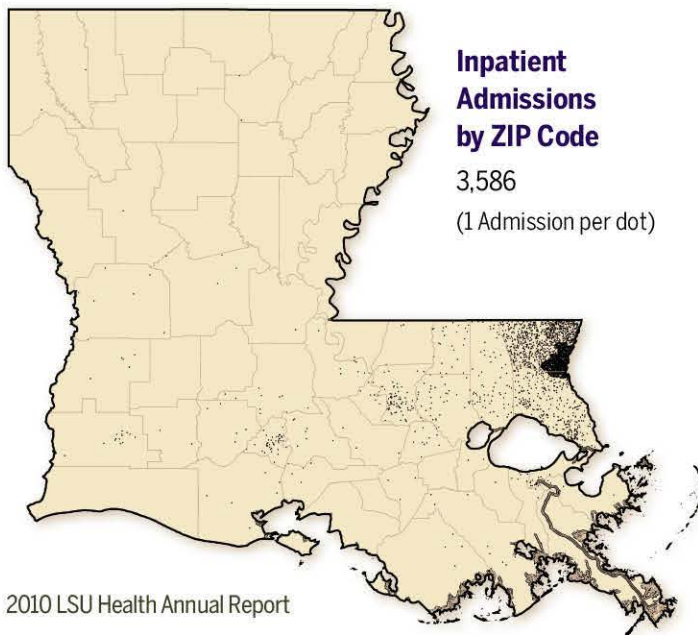 Inpatient
Admissions
by ZIP Code
3,586
(1 Admission per dot)
2010 LSU Health Annual Report